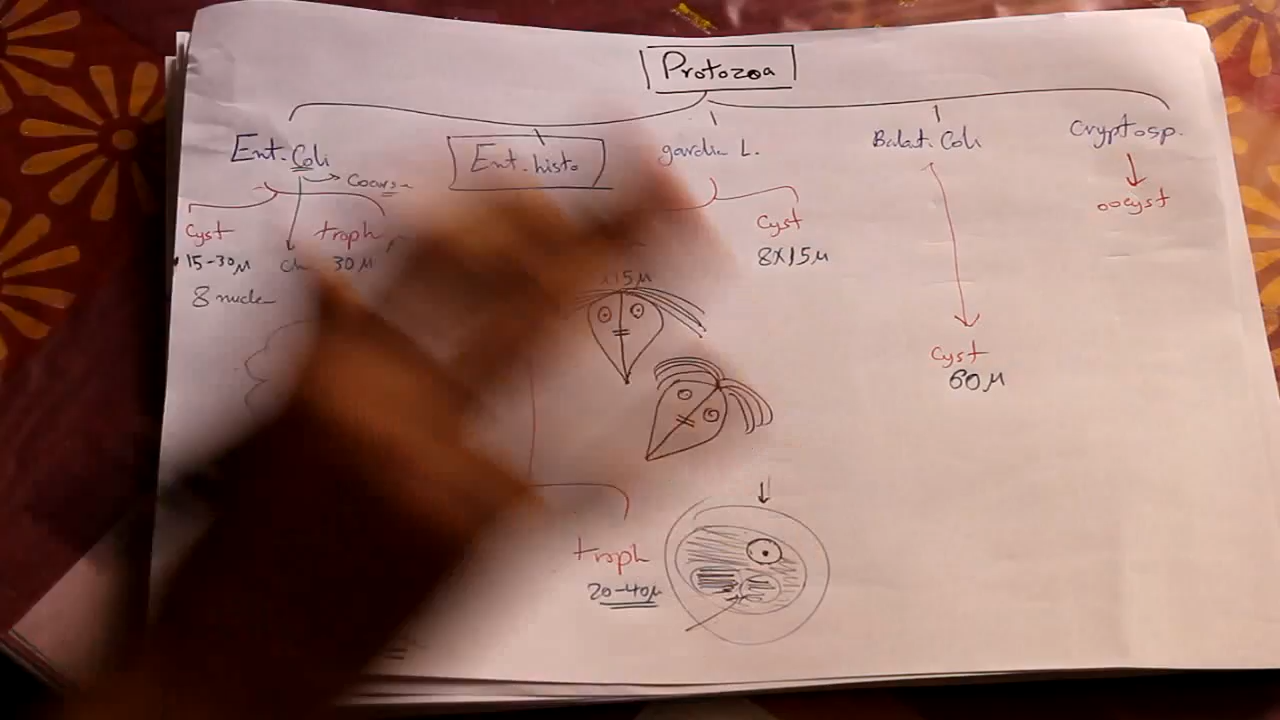 Protozoa
Ent. Coli
Ent. histo
gardia L.
Balat. Coli
Cryptosp.
Coarse
Cyst
troph
15-30μ
30μ
8 nucle
Cyst
8X15μ
x15μ
oocyst
Cyst
60μ
troph
20-40μ